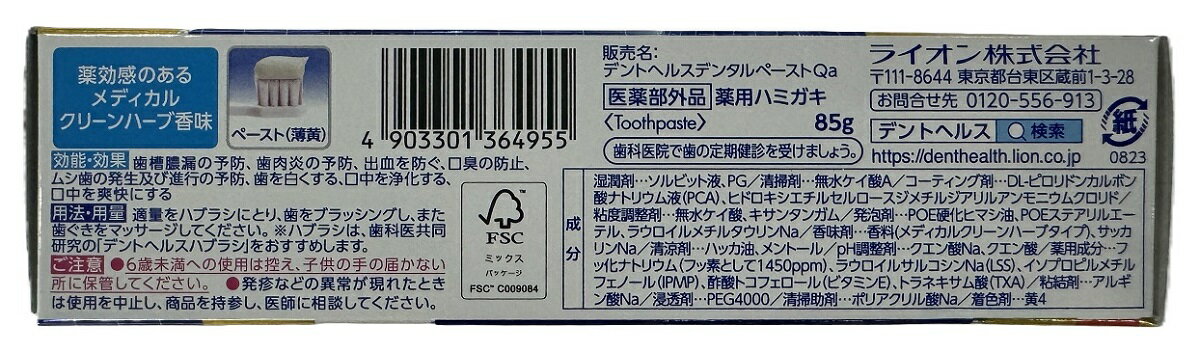 薬効感のある
メディカル
クリーンハーブ香味
ペースト(薄黄)
4 903301 364955
効能・効果 歯槽膿漏の予防、歯肉炎の予防、出血を防ぐ、口臭の防止、
ムシ歯の発生及び進行の予防、歯を白くする、口中を浄化する、
口中を爽快にする
用法・用量 適量をハブラシにとり、歯をブラッシングし、また
歯ぐきをマッサージしてください。※ハブラシは、歯科医共同
研究の「デントヘルスハブラシ」をおすすめします。
ご注意 ●6歳未満への使用は控え、子供の手の届かない
所に保管してください。 ●発疹などの異常が現れたとき
は使用を中止し、商品を持参し、医師に相談してください。
FSC
ミックス
パッケージ
FSC™ C009084
販売名:
デントヘルスデンタルペーストQa
医薬部外品 薬用ハミガキ
〈Toothpaste〉 85g
歯科医院で歯の定期健診を受けましょう。
ライオン株式会社
〒111-8644 東京都台東区蔵前1-3-28
お問合せ先 0120-556-913
デントヘルス 検索
https://denthealth.lion.co.jp
紙
0823
成分
湿潤剤…ソルビット液、PG/清掃剤…無水ケイ酸A/コーティング剤…DL-ピロリドンカルボン
酸ナトリウム液(PCA)、ヒドロキシエチルセルロースジメチルジアリルアンモニウムクロリド/
粘度調整剤…無水ケイ酸、キサンタンガム/発泡剤…POE硬化ヒマシ油、POEステアリルエー
テル、ラウロイルメチルタウリンNa/香味剤…香料(メディカルクリーンハーブタイプ)、サッカ
リンNa/清涼剤…ハッカ油、メントール/pH調整剤…クエン酸Na、クエン酸/薬用成分…フ
ッ化ナトリウム(フッ素として1450ppm)、ラウロイルサルコシンNa(LSS)、イソプロピルメチル
フェノール(IPMP)、酢酸トコフェロール(ビタミンE)、トラネキサム酸(TXA)/粘結剤…アルギ
ン酸Na/浸透剤…PEG4000/清掃助剤…ポリアクリル酸Na/着色剤…黄4